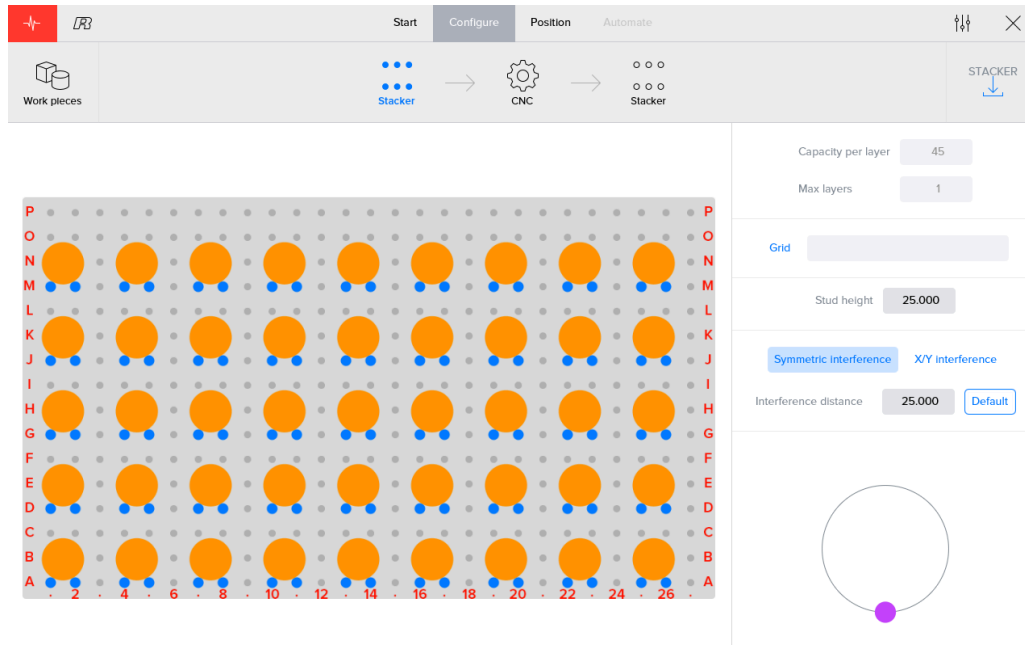 Start Configure Position Automate
Work pieces
Stacker
CNC
Stacker
STACKER
Capacity per layer 45
Max layers 1
Grid
Stud height 25.000
Symmetric interference X/Y interference
Interference distance 25.000 Default
P P
O O
N N
M M
L L
K K
J J
I I
H H
G G
F F
E E
D D
C C
B B
A A
· 2 · 4 · 6 · 8 · 10 · 12 · 14 · 16 · 18 · 20 · 22 · 24 · 26 ·